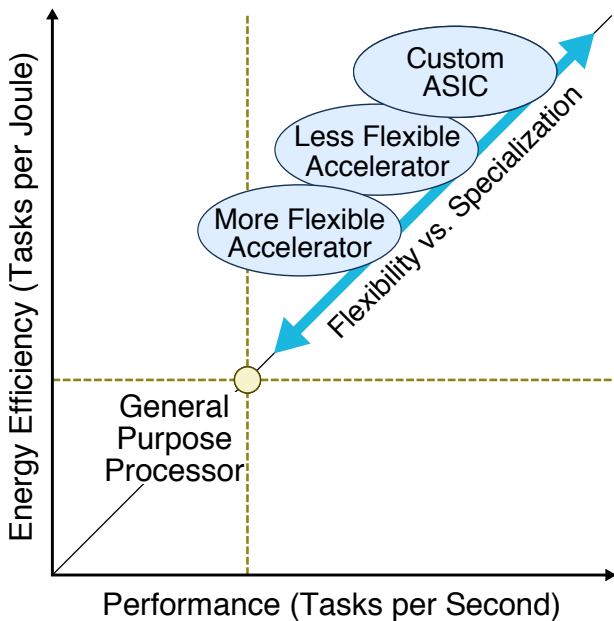 Energy Efficiency (Tasks per Joule)
Custom
ASIC
Less Flexible
Accelerator
More Flexible
Accelerator
Flexibility vs. Specialization
General
Purpose
Processor
Performance (Tasks per Second)